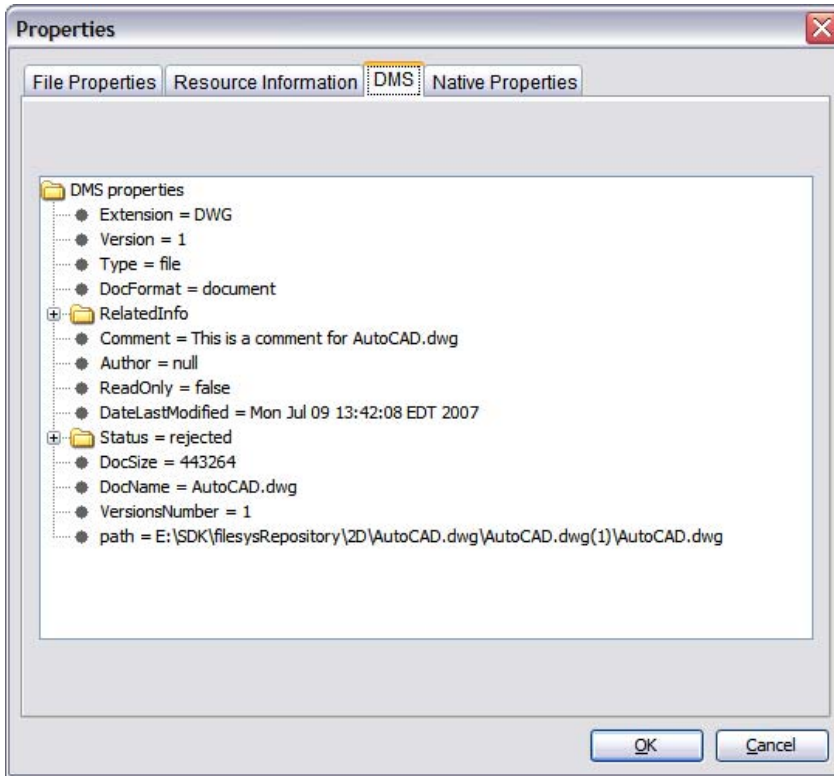 Properties
File Properties Resource Information DMS Native Properties
DMS properties
Extension = DWG
Version = 1
Type = file
DocFormat = document
RelatedInfo
Comment = This is a comment for AutoCAD.dwg
Author = null
ReadOnly = false
DateLastModified = Mon Jul 09 13:42:08 EDT 2007
Status = rejected
DocSize = 443264
DocName = AutoCAD.dwg
VersionsNumber = 1
path = E:\SDK\filesysRepository\2D\AutoCAD.dwg\AutoCAD.dwg(1)\AutoCAD.dwg
OK Cancel